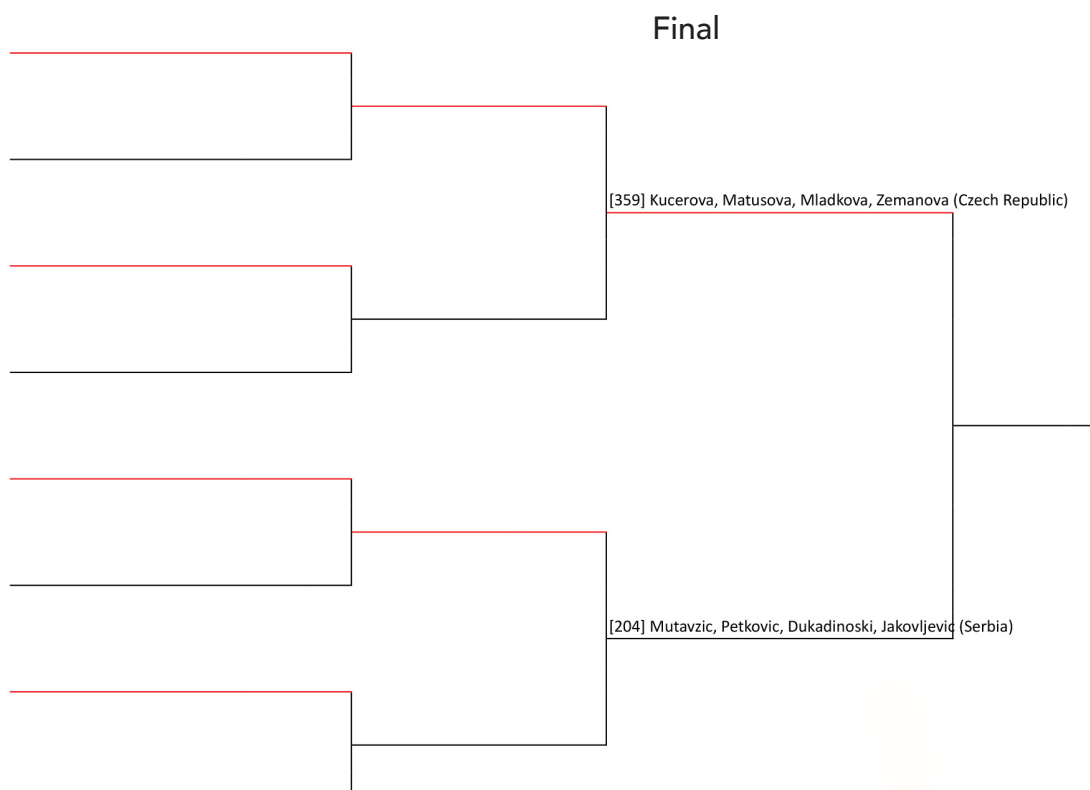 Final
[359] Kucerova, Matusova, Mladkova, Zemanova (Czech Republic)
[204] Mutavzic, Petkovic, Dukadinoski, Jakovljevic (Serbia)